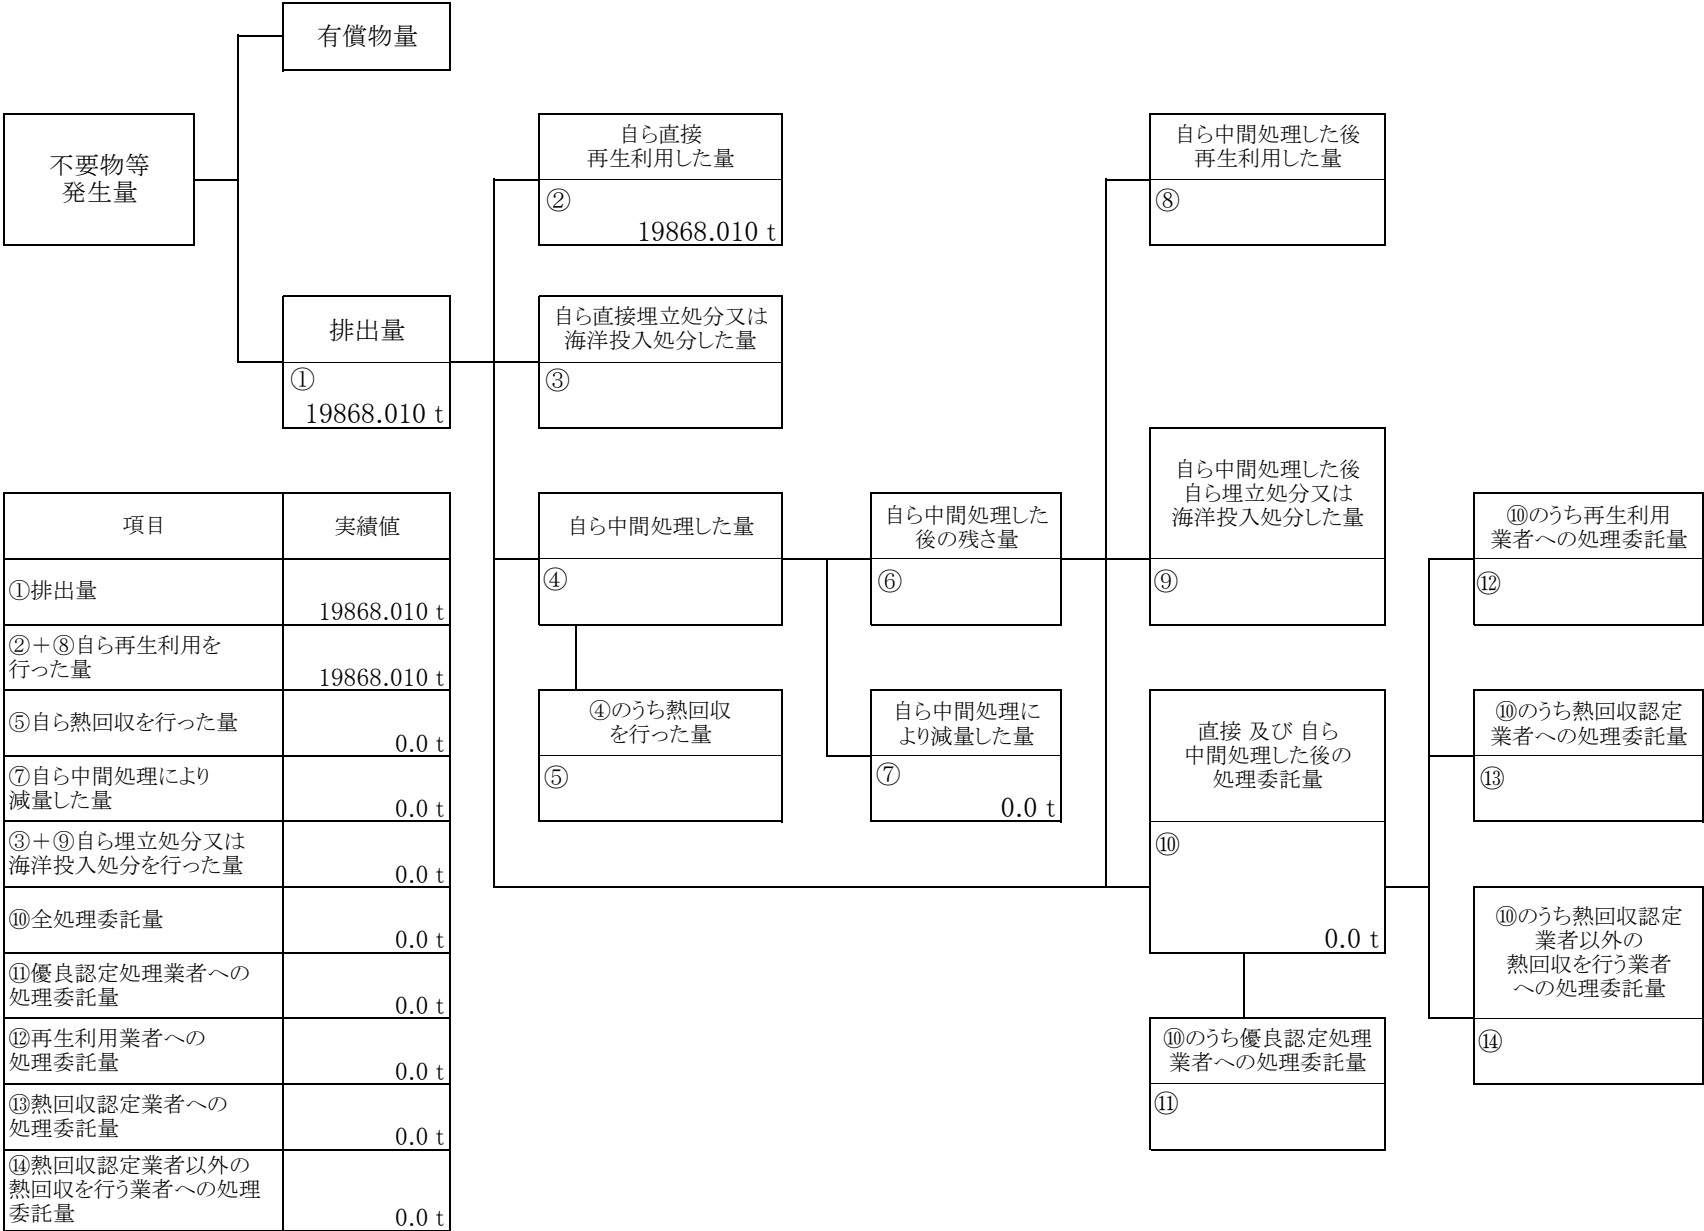 有償物量
不要物等
発生量
自ら直接
再生利用した量
②
19868.010 t
自ら中間処理した後
再生利用した量
⑧
排出量
①
19868.010 t
自ら直接埋立処分又は
海洋投入処分した量
③
自ら中間処理した量
④
自ら中間処理した
後の残さ量
⑥
自ら中間処理した後
自ら埋立処分又は
海洋投入処分した量
⑨
⑩のうち再生利用
業者への処理委託量
⑫
④のうち熱回収
を行った量
⑤
自ら中間処理に
より減量した量
⑦
0.0 t
直接 及び 自ら
中間処理した後の
処理委託量
⑩
0.0 t
⑩のうち熱回収認定
業者への処理委託量
⑬
⑩のうち熱回収認定
業者以外の
熱回収を行う業者
への処理委託量
⑭
⑩のうち優良認定処理
業者への処理委託量
⑪
項目
実績値
①排出量
19868.010 t
②＋⑧自ら再生利用を
行った量
19868.010 t
⑤自ら熱回収を行った量
0.0 t
⑦自ら中間処理により
減量した量
0.0 t
③＋⑨自ら埋立処分又は
海洋投入処分を行った量
0.0 t
⑩全処理委託量
0.0 t
⑪優良認定処理業者への
処理委託量
0.0 t
⑫再生利用業者への
処理委託量
0.0 t
⑬熱回収認定業者への
処理委託量
0.0 t
⑭熱回収認定業者以外の
熱回収を行う業者への処理
委託量
0.0 t